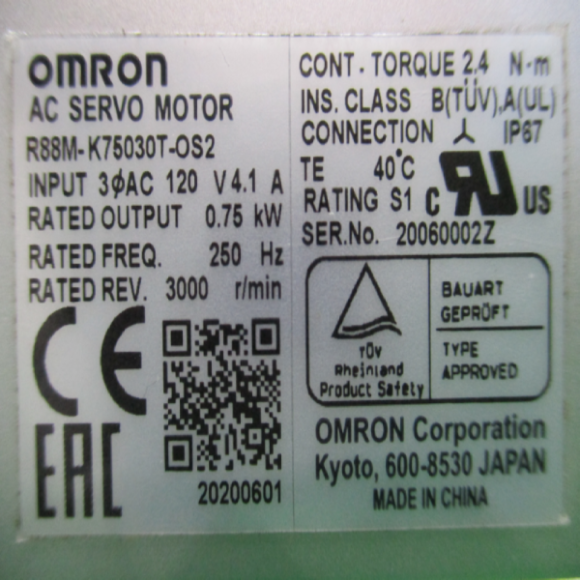 OMRON
AC SERVO MOTOR
R88M-K75030T-OS2
INPUT 3ϕAC 120 V 4.1 A
RATED OUTPUT 0.75 kW
RATED FREQ. 250 Hz
RATED REV. 3000 r/min
CE
EAC
20200601
CONT. TORQUE 2.4 N·m
INS. CLASS B(TÜV),A(UL)
CONNECTION IP67
TE 40°C
RATING S1 c RU US
SER.No. 20060002Z
TÜV
Rheinland
Product Safety
BAUART
GEPRÜFT
TYPE
APPROVED
OMRON Corporation
Kyoto, 600-8530 JAPAN
MADE IN CHINA